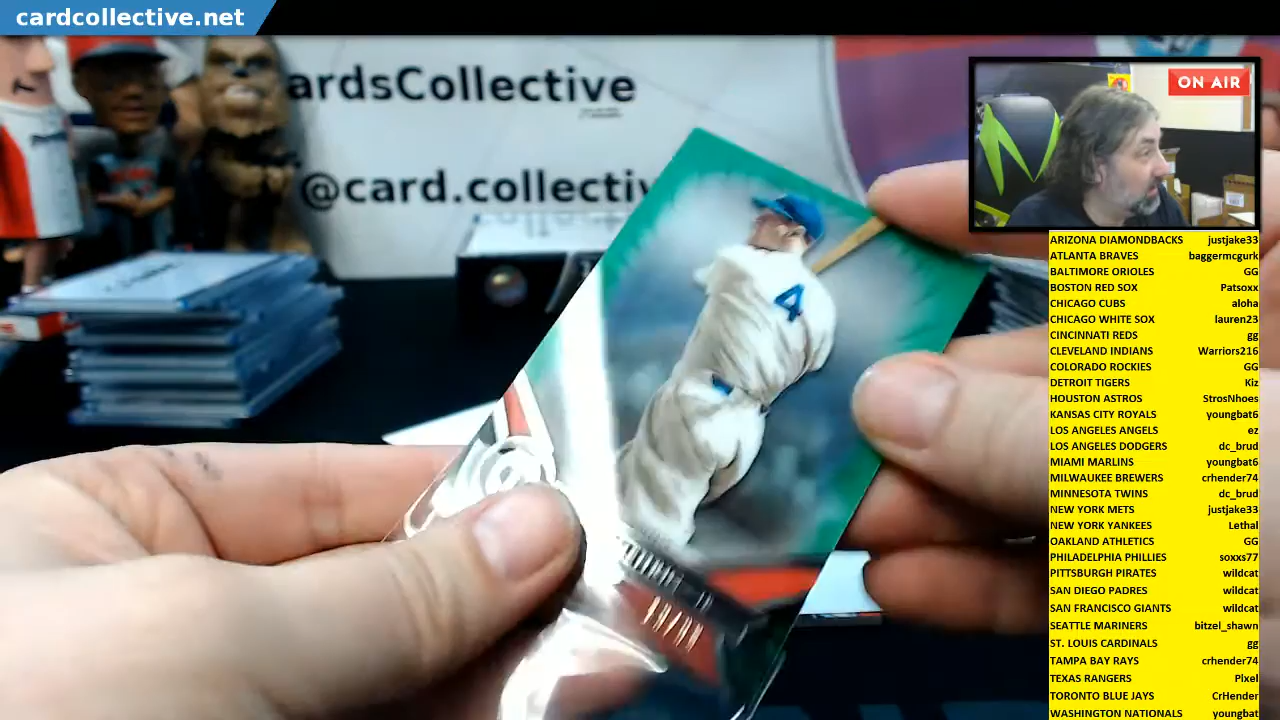 cardcollective.net
ardsCollective
@card.collectiv
ON AIR
4
ARIZONA DIAMONDBACKS justjake33
ATLANTA BRAVES baggermcgurk
BALTIMORE ORIOLES GG
BOSTON RED SOX Patsoxx
CHICAGO CUBS aloha
CHICAGO WHITE SOX lauren23
CINCINNATI REDS gg
CLEVELAND INDIANS Warriors216
COLORADO ROCKIES GG
DETROIT TIGERS Kiz
HOUSTON ASTROS StrosNhoes
KANSAS CITY ROYALS youngbat6
LOS ANGELES ANGELS ez
LOS ANGELES DODGERS dc_brud
MIAMI MARLINS youngbat6
MILWAUKEE BREWERS crhender74
MINNESOTA TWINS dc_brud
NEW YORK METS justjake33
NEW YORK YANKEES Lethal
OAKLAND ATHLETICS GG
PHILADELPHIA PHILLIES soxxs77
PITTSBURGH PIRATES wildcat
SAN DIEGO PADRES wildcat
SAN FRANCISCO GIANTS wildcat
SEATTLE MARINERS bitzel_shawn
ST. LOUIS CARDINALS gg
TAMPA BAY RAYS crhender74
TEXAS RANGERS Pixel
TORONTO BLUE JAYS CrHender
WASHINGTON NATIONALS youngbat